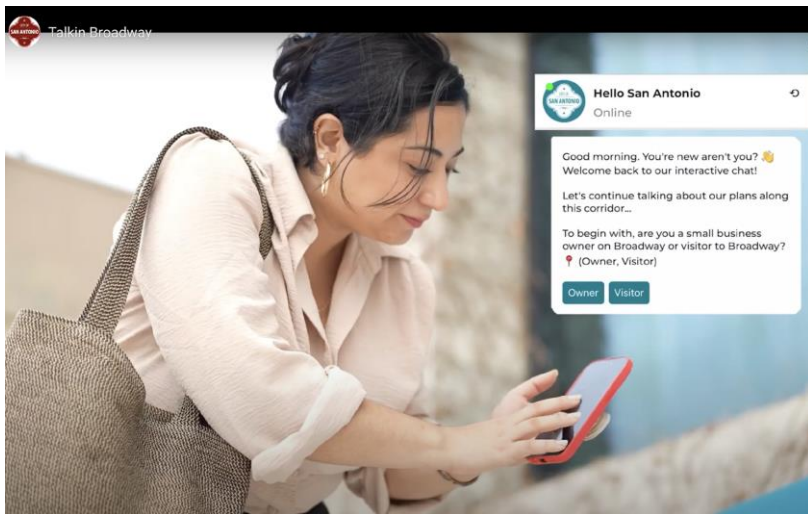 SAN ANTONIO
Talkin Broadway
SAN ANTONIO
Hello San Antonio
Online
Good morning. You're new aren't you? 👋
Welcome back to our interactive chat!
Let's continue talking about our plans along
this corridor...
To begin with, are you a small business
owner on Broadway or visitor to Broadway?
📍 (Owner, Visitor)
Owner
Visitor